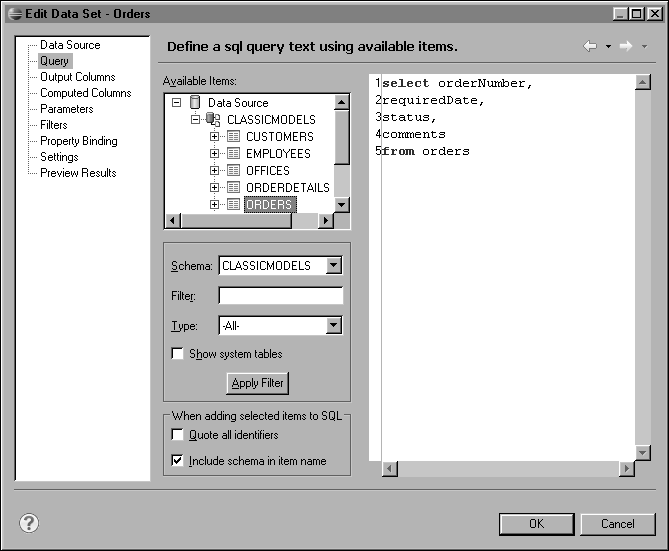 Edit Data Set - Orders
Data Source
Query
Output Columns
Computed Columns
Parameters
Filters
Property Binding
Settings
Preview Results
Define a sql query text using available items.
Available Items:
Data Source
CLASSICMODELS
CUSTOMERS
EMPLOYEES
OFFICES
ORDERDETAILS
ORDERS
Schema: CLASSICMODELS
Filter:
Type: -All-
Show system tables
Apply Filter
When adding selected items to SQL
Quote all identifiers
Include schema in item name
1select orderNumber,
2requiredDate,
3status,
4comments
5from orders
?
OK Cancel